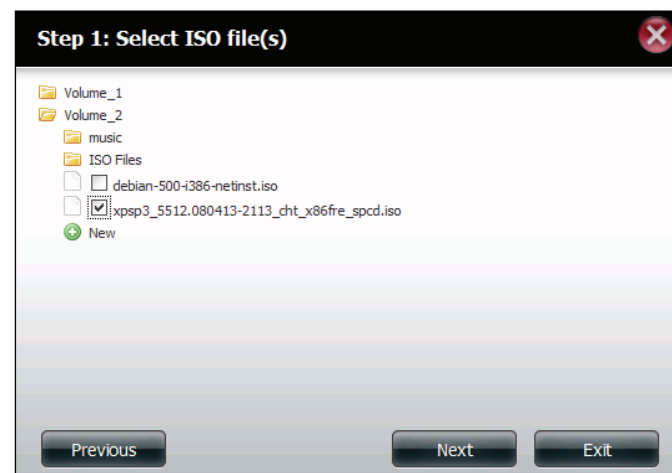 Step 1: Select ISO file(s)
Volume_1
Volume_2
music
ISO Files
debian-500-i386-netinst.iso
xpsp3_5512.080413-2113_cht_x86fre_spcd.iso
New
Previous
Next
Exit